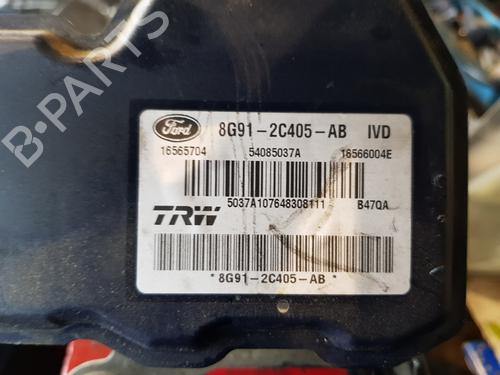 B-PARTS
Ford 8G91-2C405-AB IVD
16565704 54085037A 16566004E
5037A107648308111 B47QA
TRW
*8G91-2C405-AB*